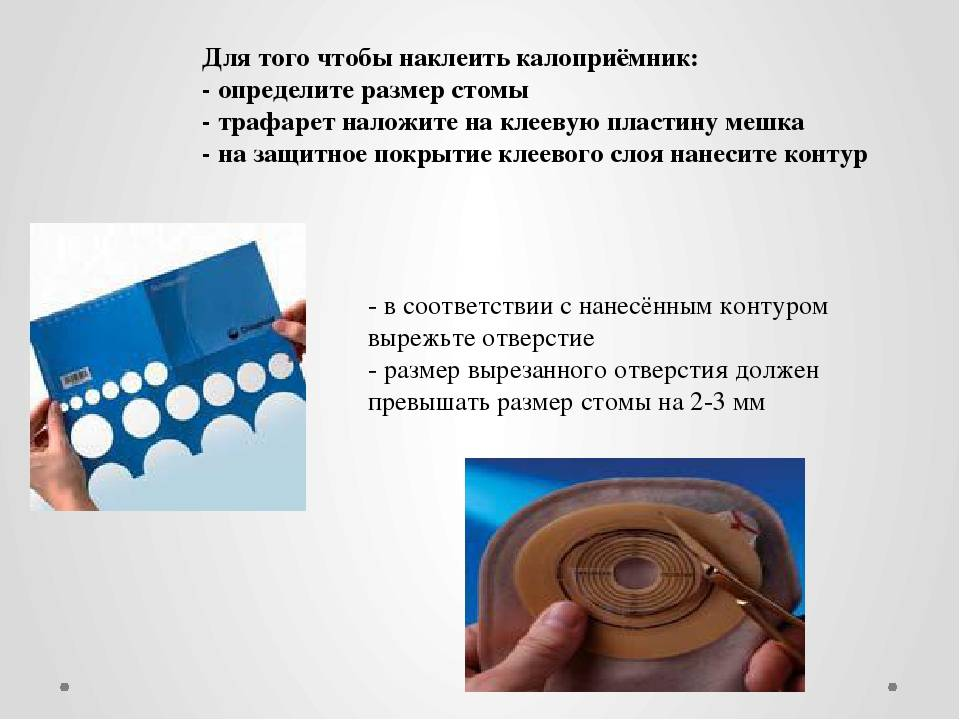 Для того чтобы наклеить калоприёмник:
- определите размер стомы
- трафарет наложите на клеевую пластину мешка
- на защитное покрытие клеевого слоя нанесите контур
- в соответствии с нанесённым контуром
вырежьте отверстие
- размер вырезанного отверстия должен
превышать размер стомы на 2-3 мм